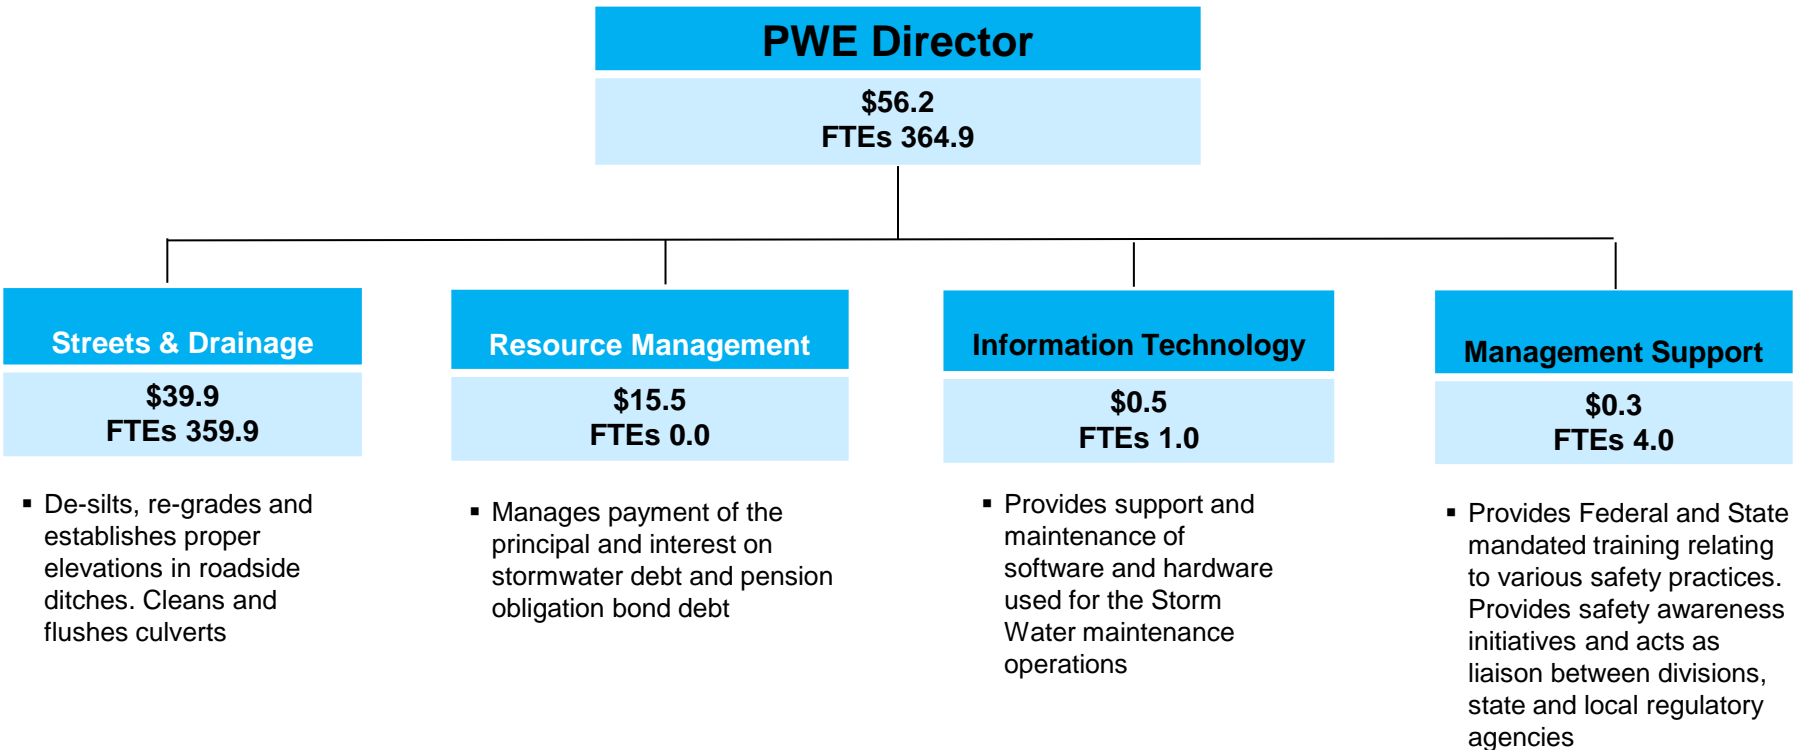 PWE Director
$56.2
FTEs 364.9
Streets & Drainage
$39.9
FTEs 359.9
▪ De-silts, re-grades and
establishes proper
elevations in roadside
ditches. Cleans and
flushes culverts
Resource Management
$15.5
FTEs 0.0
▪ Manages payment of the
principal and interest on
stormwater debt and pension
obligation bond debt
Information Technology
$0.5
FTEs 1.0
▪ Provides support and
maintenance of
software and hardware
used for the Storm
Water maintenance
operations
Management Support
$0.3
FTEs 4.0
▪ Provides Federal and State
mandated training relating
to various safety practices.
Provides safety awareness
initiatives and acts as
liaison between divisions,
state and local regulatory
agencies